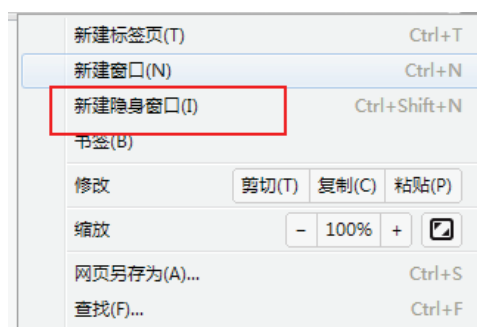 新建标签页(T) Ctrl+T
新建窗口(N) Ctrl+N
新建隐身窗口(I) Ctrl+Shift+N
书签(B)
修改 剪切(T) 复制(C) 粘贴(P)
缩放 - 100% +
网页另存为(A)... Ctrl+S
查找(F)... Ctrl+F